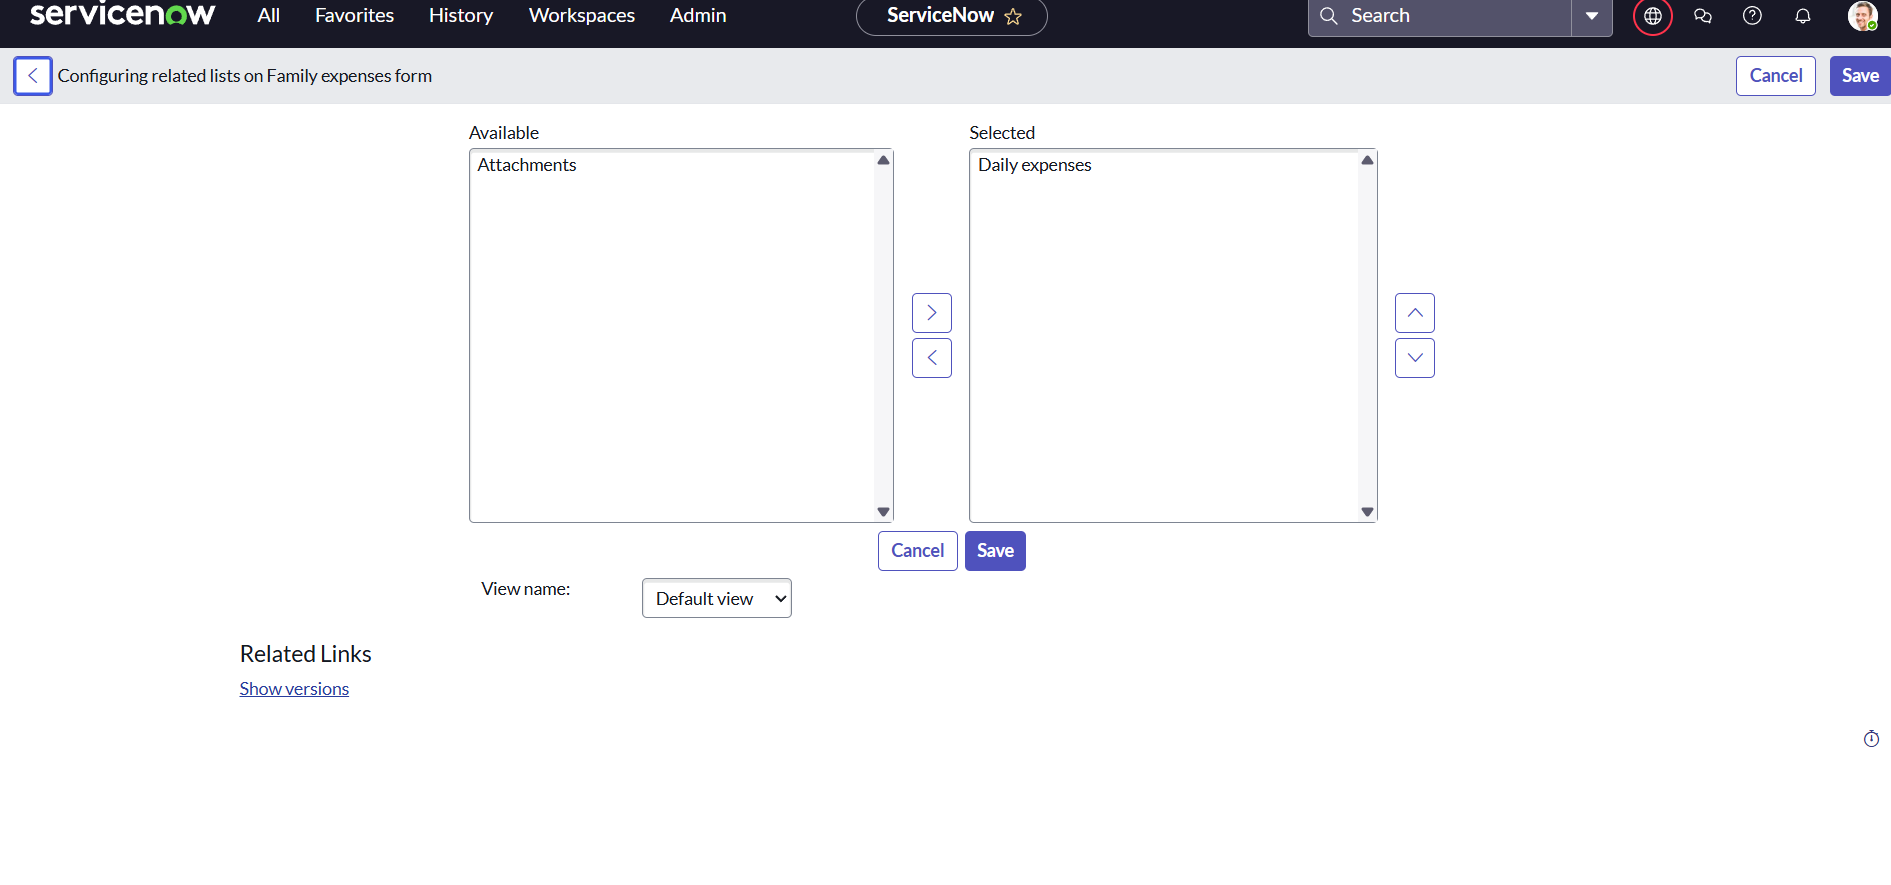 servicenow All Favorites History Workspaces Admin ServiceNow Search
Configuring related lists on Family expenses form Cancel Save
Available Selected
Attachments Daily expenses
Cancel Save
View name: Default view
Related Links
Show versions